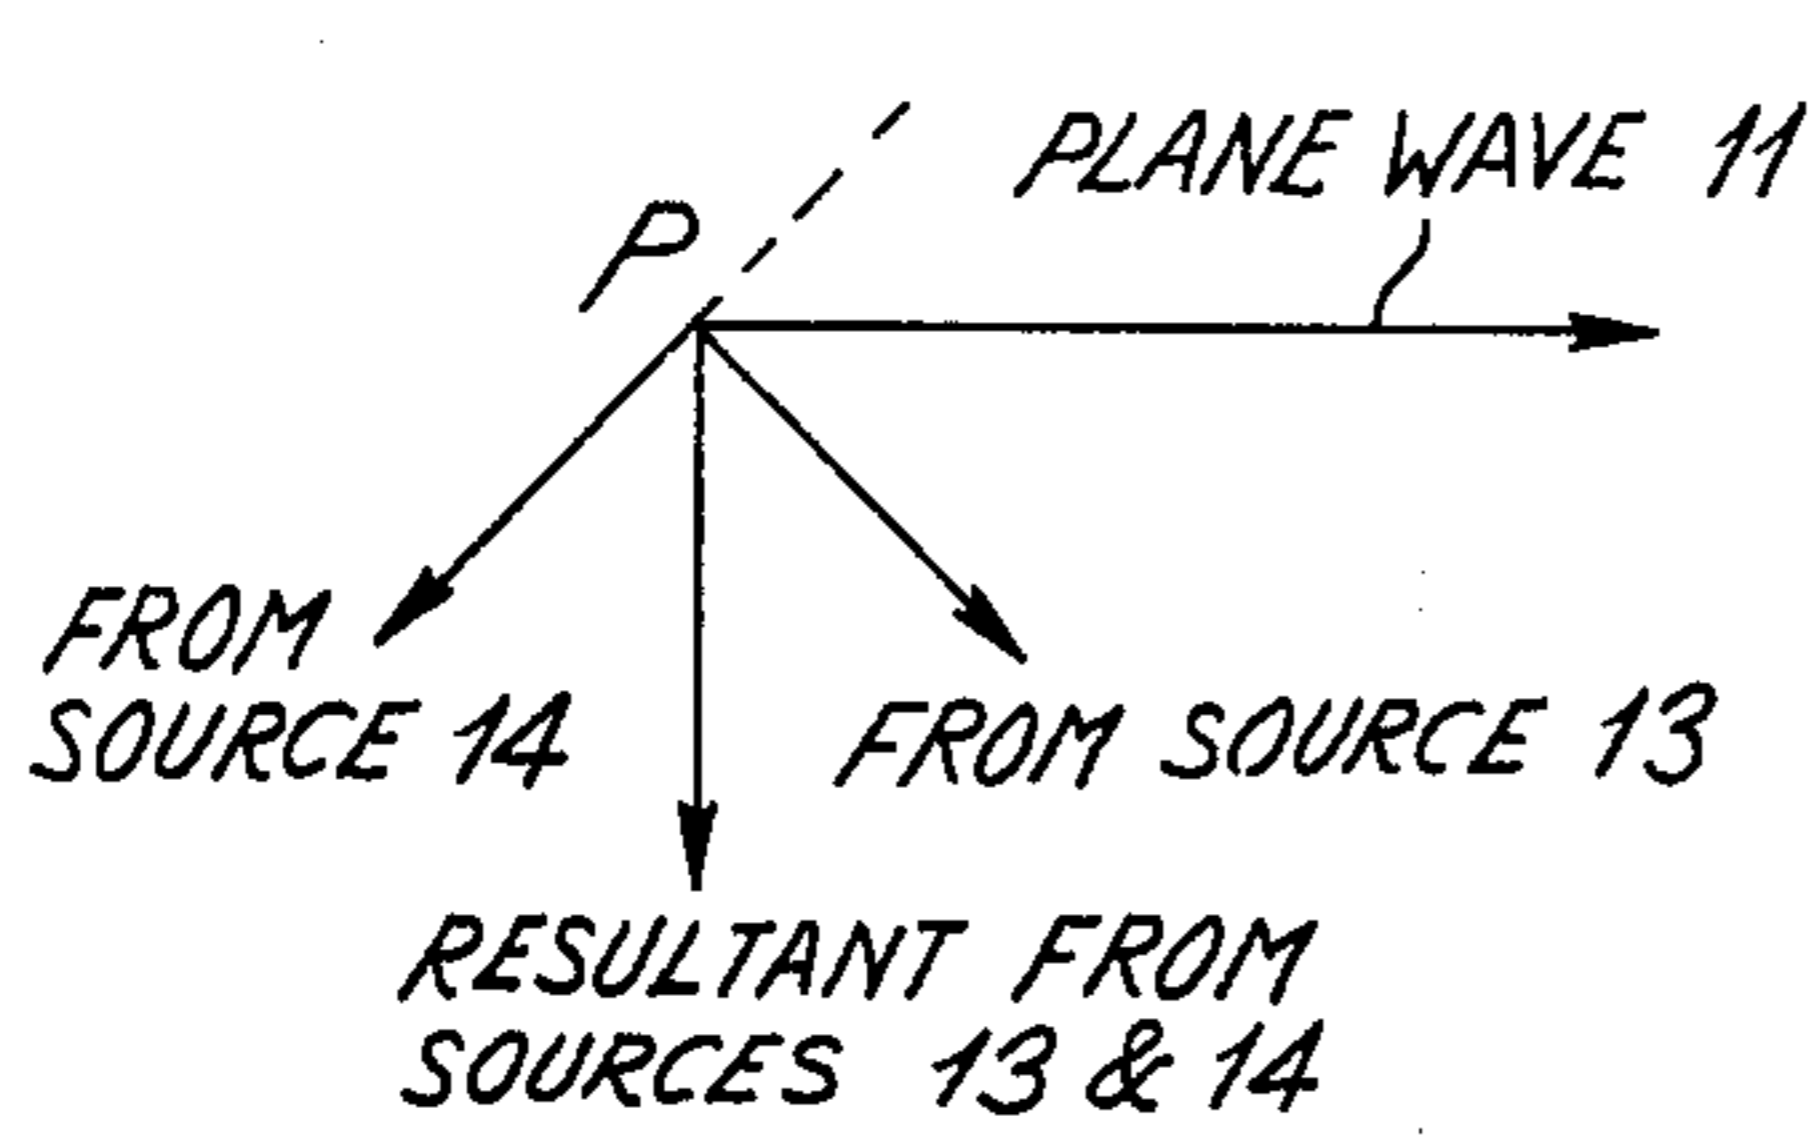 PLANE WAVE 11
P
FROM
SOURCE 14
FROM SOURCE 13
RESULTANT FROM
SOURCES 13 & 14